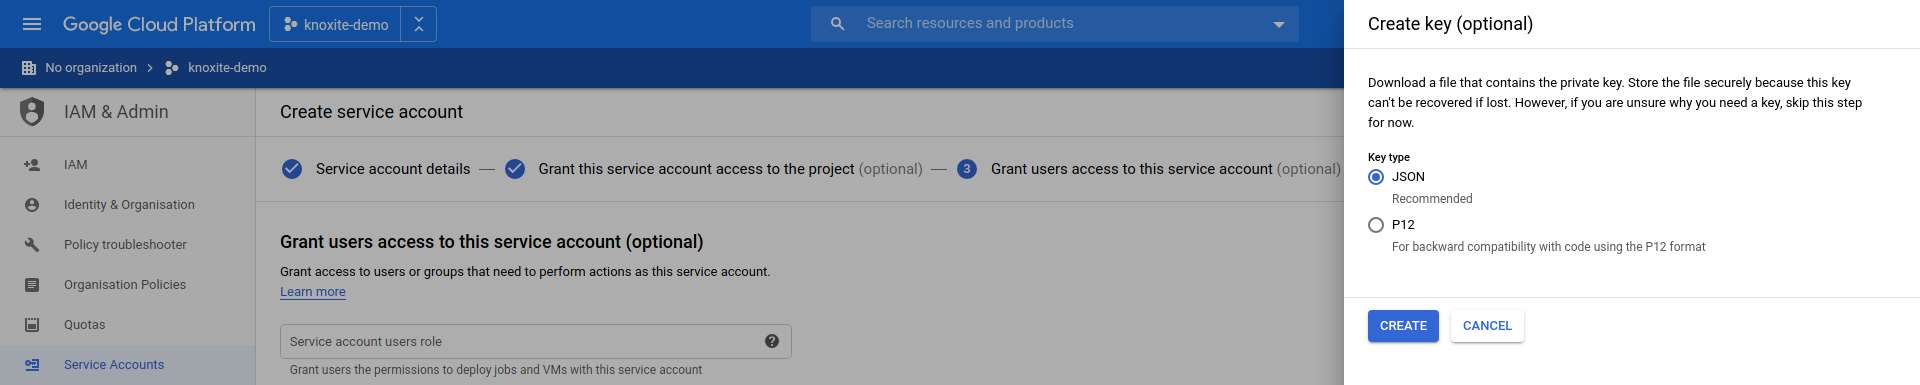 Google Cloud Platform
knoxite-demo
Search resources and products
No organization
knoxite-demo
IAM & Admin
IAM
Identity & Organisation
Policy troubleshooter
Organisation Policies
Quotas
Service Accounts
Create service account
Service account details
Grant this service account access to the project (optional)
3 Grant users access to this service account (optional)
Grant users access to this service account (optional)
Grant access to users or groups that need to perform actions as this service account.
Learn more
Service account users role
?
Grant users the permissions to deploy jobs and VMs with this service account
Create key (optional)
Download a file that contains the private key. Store the file securely because this key
can't be recovered if lost. However, if you are unsure why you need a key, skip this step
for now.
Key type
JSON
Recommended
P12
For backward compatibility with code using the P12 format
CREATE
CANCEL